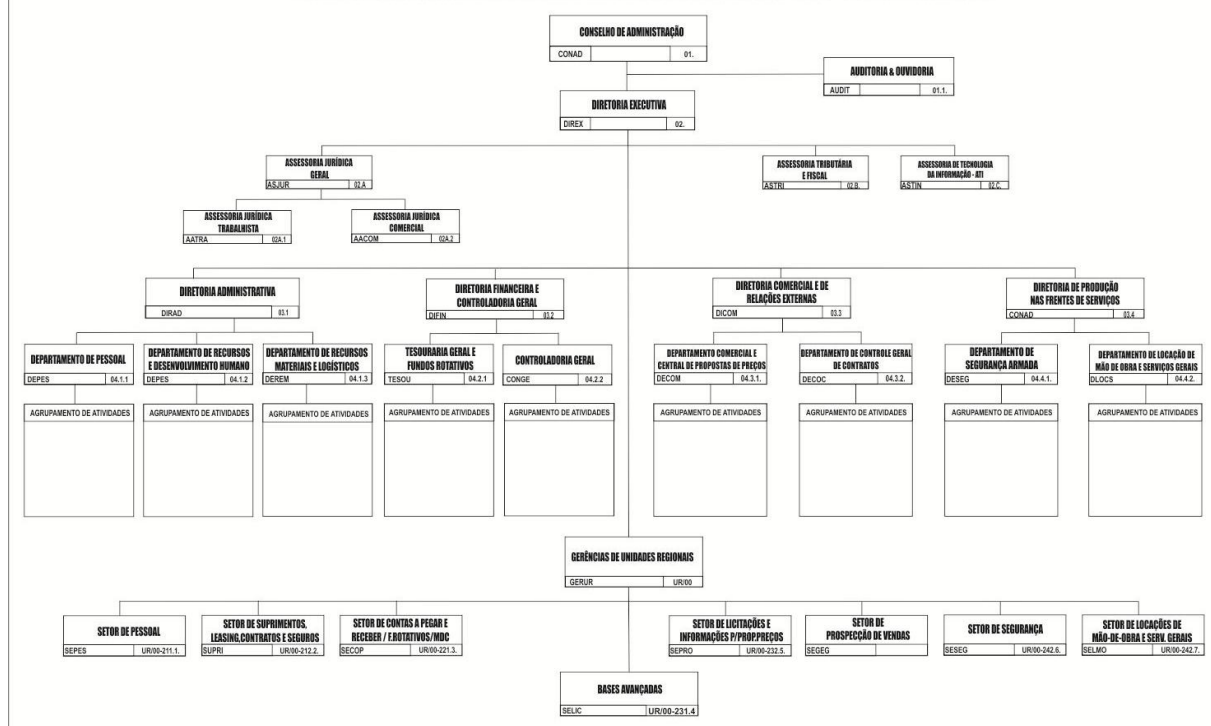 CONSELHO DE ADMINISTRAÇÃO
CONAD 01.
AUDITORIA & OUVIDORIA
AUDIT 01.1.
DIRETORIA EXECUTIVA
DIREX 02.
ASSESSORIA JURÍDICA
GERAL
ASJUR 02.A
ASSESSORIA TRIBUTÁRIA
E FISCAL
ASTRI 02.B.
ASSESSORIA DE TECNOLOGIA
DA INFORMAÇÃO - ATI
ASTIN 02.C.
ASSESSORIA JURÍDICA
TRABALHISTA
AATRA 02A.1
ASSESSORIA JURÍDICA
COMERCIAL
AACOM 02A.2
DIRETORIA ADMINISTRATIVA
DIRAD 03.1
DIRETORIA FINANCEIRA E
CONTROLADORIA GERAL
DIFIN 03.2
DIRETORIA COMERCIAL E DE
RELAÇÕES EXTERNAS
DICOM 03.3
DIRETORIA DE PRODUÇÃO
NAS FRENTES DE SERVIÇOS
CONAD 03.4
DEPARTAMENTO DE PESSOAL
DEPES 04.1.1
DEPARTAMENTO DE RECURSOS
E DESENVOLVIMENTO HUMANO
DEPES 04.1.2
DEPARTAMENTO DE RECURSOS
MATERIAIS E LOGÍSTICOS
DEREM 04.1.3
TESOURARIA GERAL E
FUNDOS ROTATIVOS
TESOU 04.2.1
CONTROLADORIA GERAL
CONGE 04.2.2
DEPARTAMENTO COMERCIAL E
CENTRAL DE PROPOSTAS DE PREÇOS
DECOM 04.3.1.
DEPARTAMENTO DE CONTROLE GERAL
DE CONTRATOS
DECOC 04.3.2.
DEPARTAMENTO DE
SEGURANÇA ARMADA
DESEG 04.4.1.
DEPARTAMENTO DE LOCAÇÃO DE
MÃO DE OBRA E SERVIÇOS GERAIS
DLOCS 04.4.2.
AGRUPAMENTO DE ATIVIDADES
AGRUPAMENTO DE ATIVIDADES
AGRUPAMENTO DE ATIVIDADES
AGRUPAMENTO DE ATIVIDADES
AGRUPAMENTO DE ATIVIDADES
AGRUPAMENTO DE ATIVIDADES
AGRUPAMENTO DE ATIVIDADES
AGRUPAMENTO DE ATIVIDADES
AGRUPAMENTO DE ATIVIDADES
GERÊNCIAS DE UNIDADES REGIONAIS
GERUR UR/00
SETOR DE PESSOAL
SEPES UR/00-211.1.
SETOR DE SUPRIMENTOS,
LEASING,CONTRATOS E SEGUROS
SUPRI UR/00-212.2.
SETOR DE CONTAS A PEGAR E
RECEBER / F.ROTATIVOS/MDC
SECOP UR/00-221.3.
SETOR DE LICITAÇÕES E
INFORMAÇÕES P/PROP.PREÇOS
SEPRO UR/00-232.5.
SETOR DE
PROSPECÇÃO DE VENDAS
SEGEG
SETOR DE SEGURANÇA
SESEG UR/00-242.6.
SETOR DE LOCAÇÕES DE
MÃO-DE-OBRA E SERV. GERAIS
SELMO UR/00-242.7.
BASES AVANÇADAS
SELIC UR/00-231.4